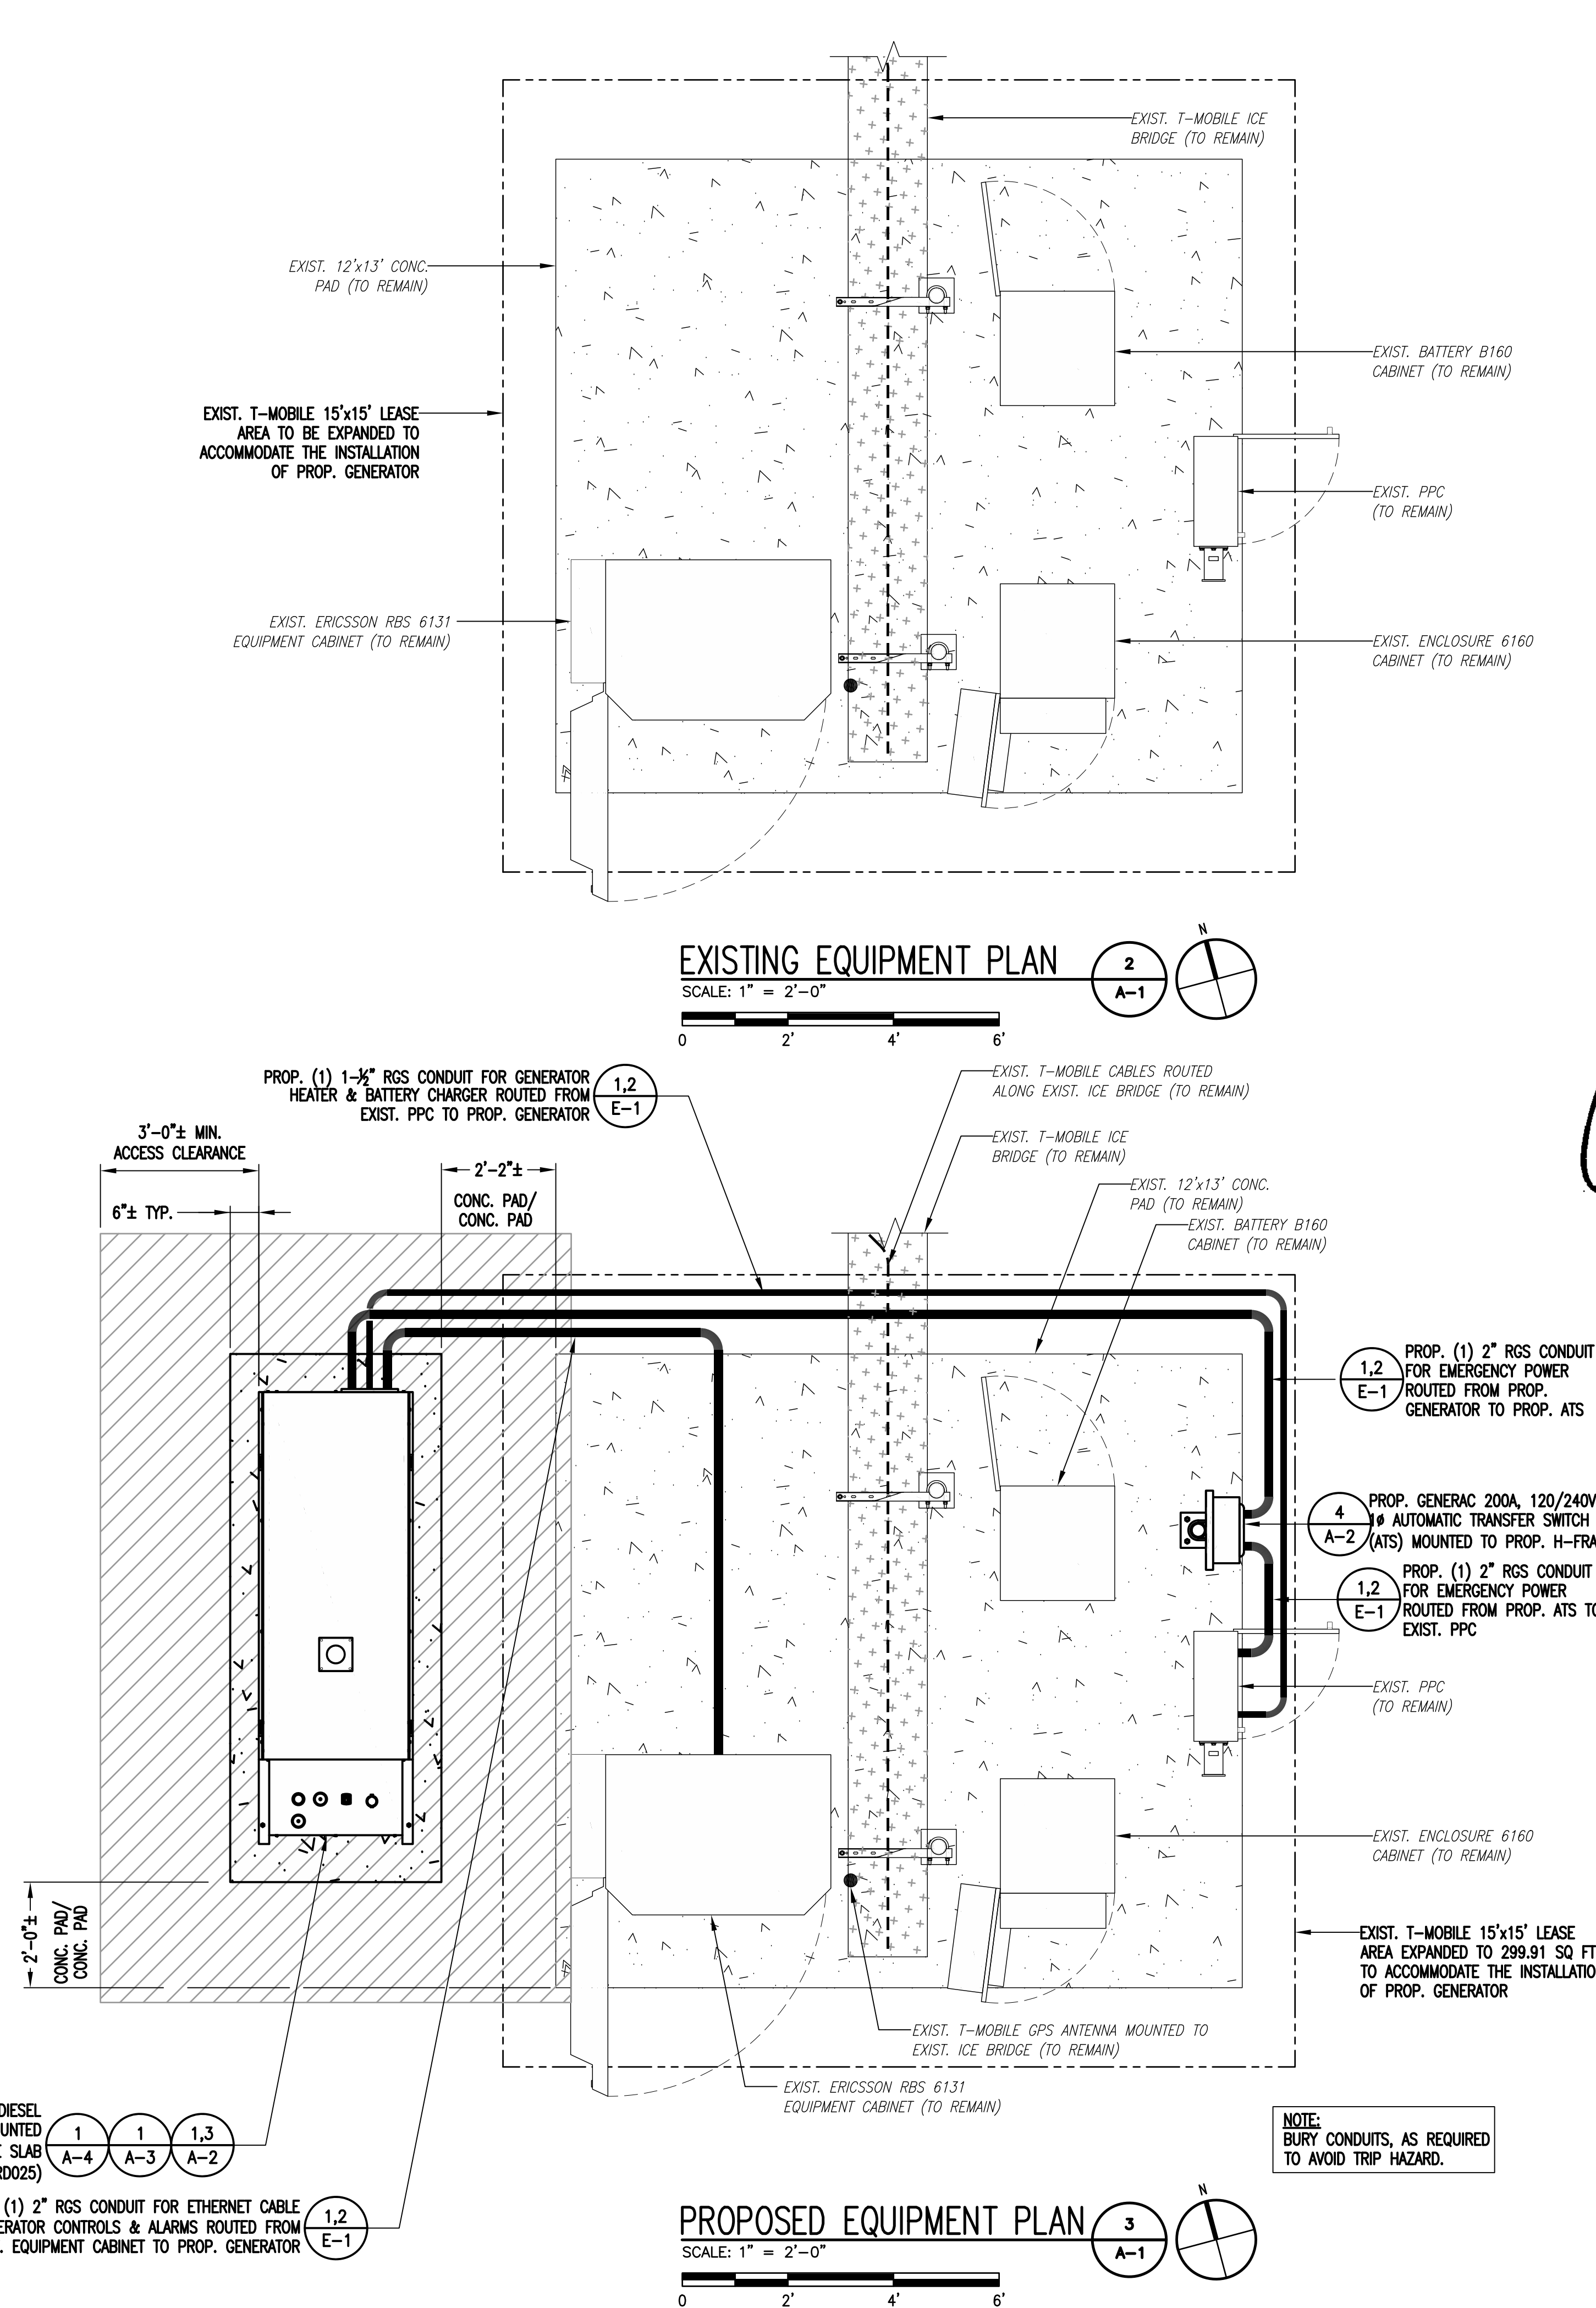 EXIST. T-MOBILE ICE
BRIDGE (TO REMAIN)
EXIST. 12'x13' CONC.
PAD (TO REMAIN)
EXIST. BATTERY B160
CABINET (TO REMAIN)
EXIST. T-MOBILE 15'x15' LEASE
AREA TO BE EXPANDED TO
ACCOMMODATE THE INSTALLATION
OF PROP. GENERATOR
EXIST. PPC
(TO REMAIN)
EXIST. ERICSSON RBS 6131
EQUIPMENT CABINET (TO REMAIN)
EXIST. ENCLOSURE 6160
CABINET (TO REMAIN)
EXISTING EQUIPMENT PLAN
SCALE: 1" = 2'-0"
2
A-1
N
0 2' 4' 6'
PROP. (1) 1-½" RGS CONDUIT FOR GENERATOR
HEATER & BATTERY CHARGER ROUTED FROM
EXIST. PPC TO PROP. GENERATOR
1,2
E-1
EXIST. T-MOBILE CABLES ROUTED
ALONG EXIST. ICE BRIDGE (TO REMAIN)
3'-0"± MIN.
ACCESS CLEARANCE
EXIST. T-MOBILE ICE
BRIDGE (TO REMAIN)
2'-2"±
CONC. PAD/
CONC. PAD
6"± TYP.
EXIST. 12'x13' CONC.
PAD (TO REMAIN)
EXIST. BATTERY B160
CABINET (TO REMAIN)
1,2
E-1
PROP. (1) 2" RGS CONDUIT
FOR EMERGENCY POWER
ROUTED FROM PROP.
GENERATOR TO PROP. ATS
4
A-2
PROP. GENERAC 200A, 120/240V
1ø AUTOMATIC TRANSFER SWITCH
(ATS) MOUNTED TO PROP. H-FRA
1,2
E-1
PROP. (1) 2" RGS CONDUIT
FOR EMERGENCY POWER
ROUTED FROM PROP. ATS TO
EXIST. PPC
EXIST. PPC
(TO REMAIN)
EXIST. ENCLOSURE 6160
CABINET (TO REMAIN)
2'-0"±
CONC. PAD/
CONC. PAD
EXIST. T-MOBILE 15'x15' LEASE
AREA EXPANDED TO 299.91 SQ FT
TO ACCOMMODATE THE INSTALLATIO
OF PROP. GENERATOR
EXIST. T-MOBILE GPS ANTENNA MOUNTED TO
EXIST. ICE BRIDGE (TO REMAIN)
EXIST. ERICSSON RBS 6131
EQUIPMENT CABINET (TO REMAIN)
DIESEL
UNTED
SLAB
RD025)
1
A-4
1
A-3
1,3
A-2
NOTE:
BURY CONDUITS, AS REQUIRED
TO AVOID TRIP HAZARD.
(1) 2" RGS CONDUIT FOR ETHERNET CABLE
ERATOR CONTROLS & ALARMS ROUTED FROM
. EQUIPMENT CABINET TO PROP. GENERATOR
1,2
E-1
PROPOSED EQUIPMENT PLAN
SCALE: 1" = 2'-0"
3
A-1
N
0 2' 4' 6'